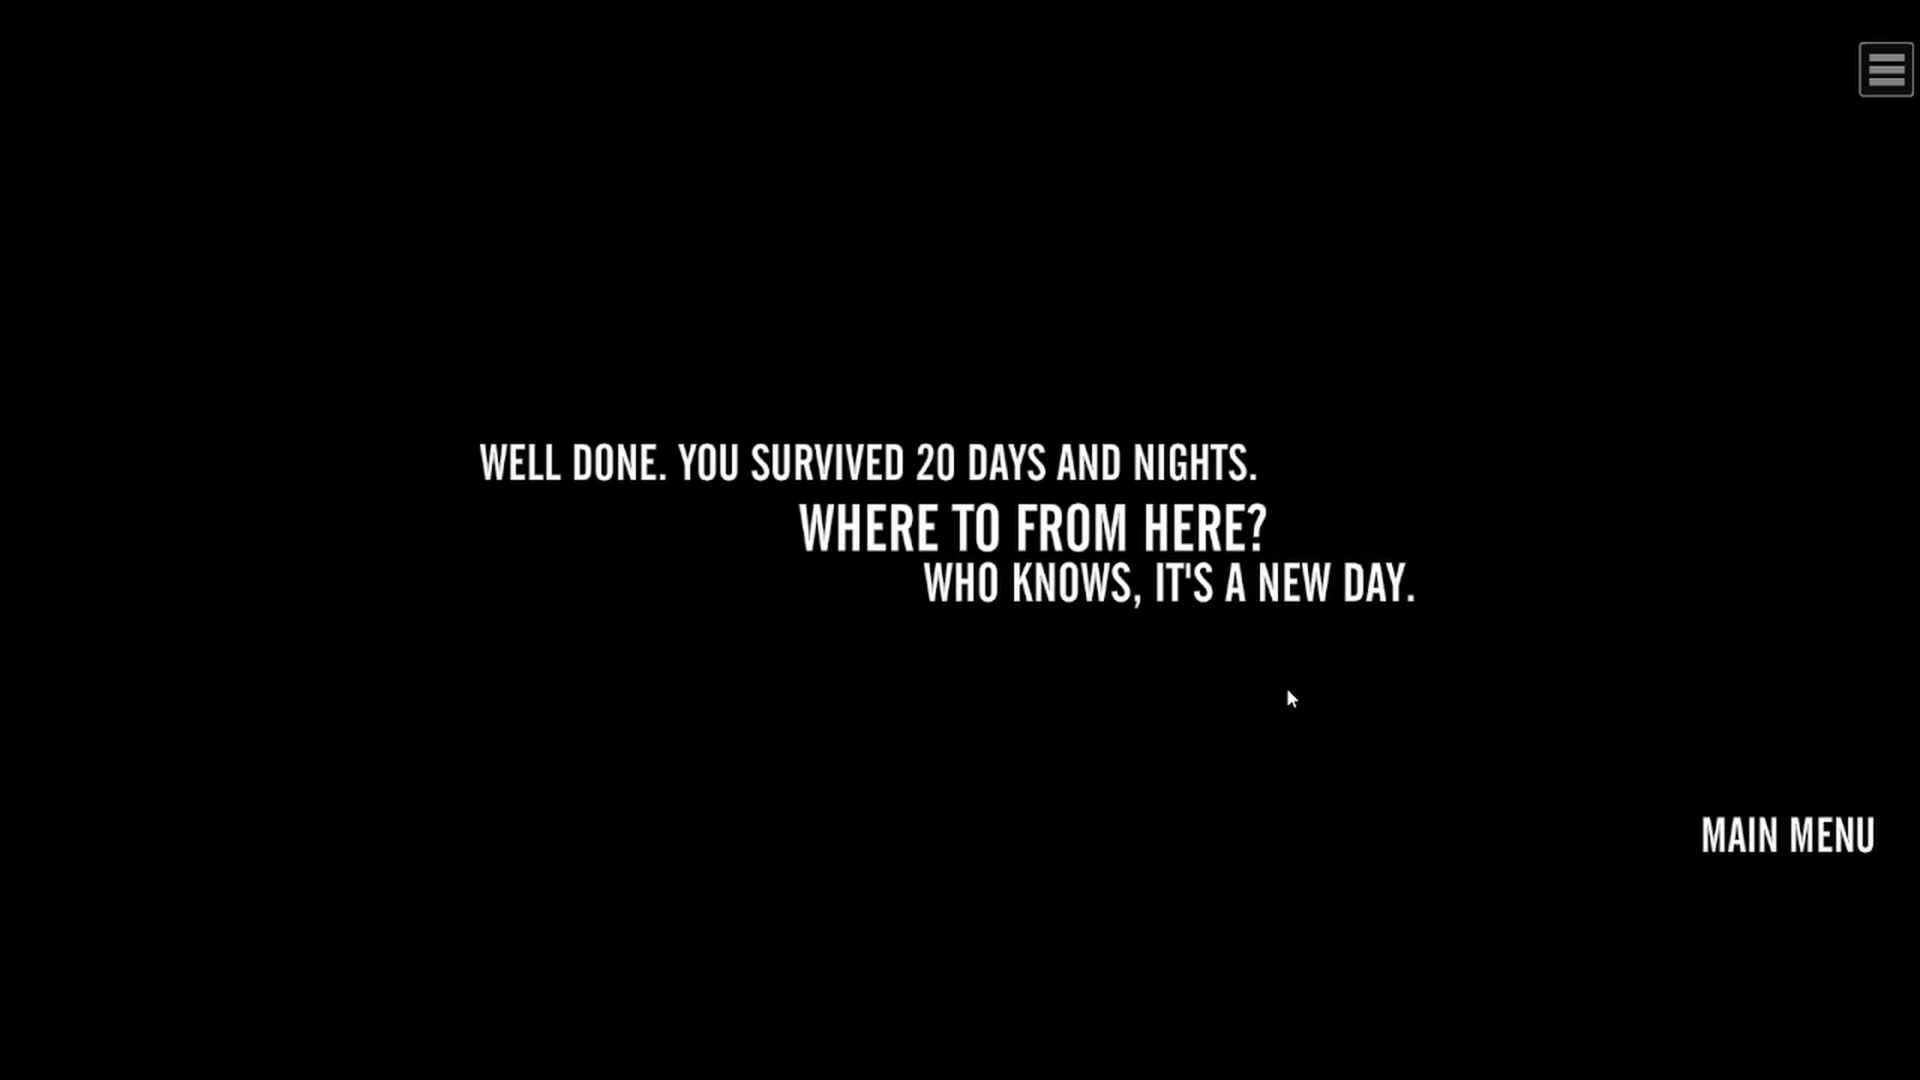 WELL DONE. YOU SURVIVED 20 DAYS AND NIGHTS.
WHERE TO FROM HERE?
WHO KNOWS, IT'S A NEW DAY.
MAIN MENU